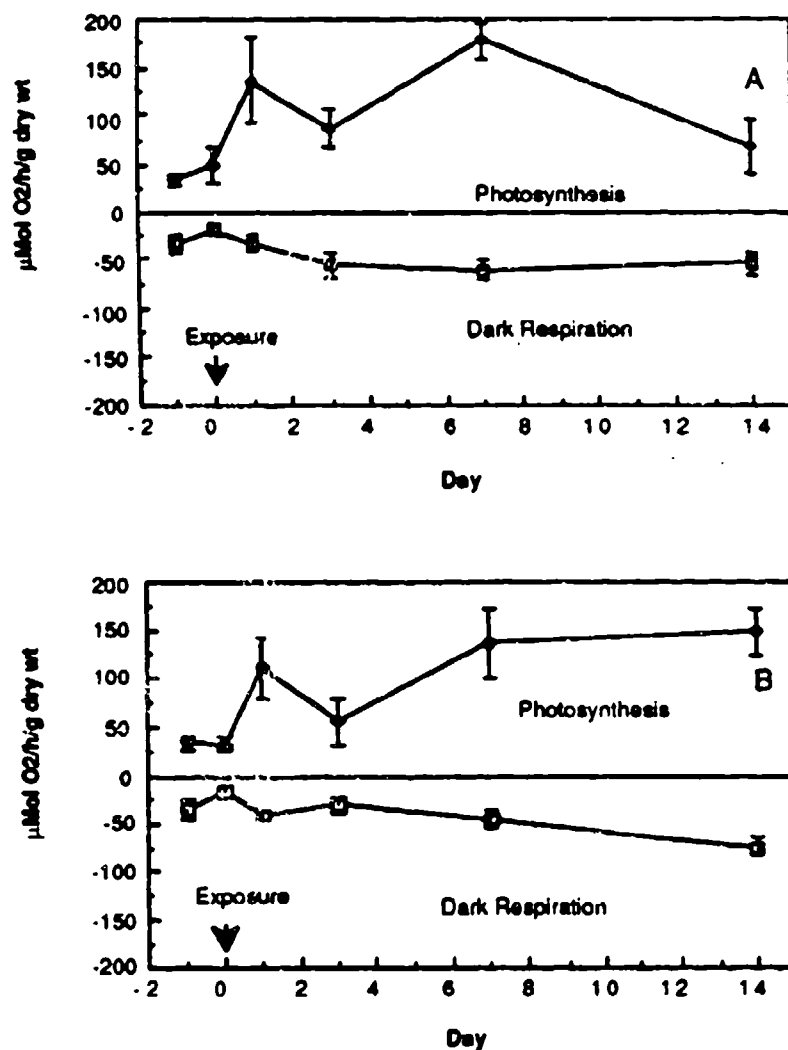 200
150
100
50
0
-50
-100
-150
-200
µMol O2/h/g dry wt
A
Photosynthesis
Dark Respiration
Exposure
-2 0 2 4 6 8 10 12 14
Day
200
150
100
50
0
-50
-100
-150
-200
µMol O2/h/g dry wt
B
Photosynthesis
Dark Respiration
Exposure
-2 0 2 4 6 8 10 12 14
Day